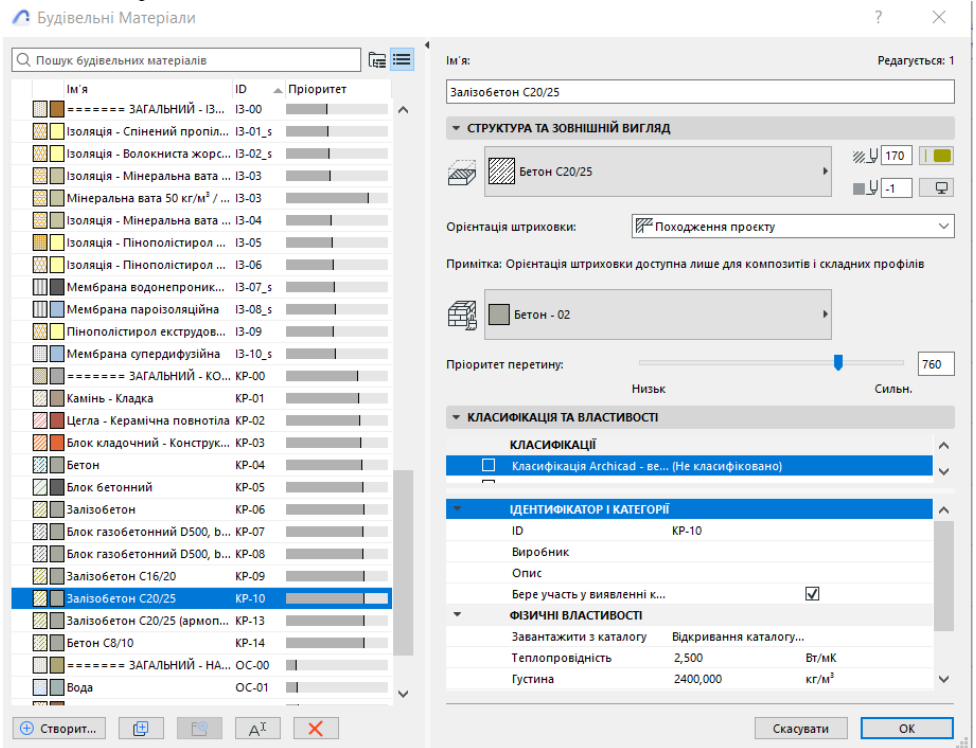 Будівельні Матеріали
?
Пошук будівельних матеріалів
Ім'я ID Пріоритет
======= ЗАГАЛЬНИЙ - ІЗ... ІЗ-00
Ізоляція - Спінений пропіл... ІЗ-01_s
Ізоляція - Волокниста жорс... ІЗ-02_s
Ізоляція - Мінеральна вата ... ІЗ-03
Мінеральна вата 50 кг/м³ / ... ІЗ-03
Ізоляція - Мінеральна вата ... ІЗ-04
Ізоляція - Пінополістирол ... ІЗ-05
Ізоляція - Пінополістирол ... ІЗ-06
Мембрана водонепроник... ІЗ-07_s
Мембрана пароізоляційна ІЗ-08_s
Пінополістирол екструдов... ІЗ-09
Мембрана супердифузійна ІЗ-10_s
======= ЗАГАЛЬНИЙ - КО... КР-00
Камінь - Кладка КР-01
Цегла - Керамічна повнотіла КР-02
Блок кладочний - Конструк... КР-03
Бетон КР-04
Блок бетонний КР-05
Залізобетон КР-06
Блок газобетонний D500, b... КР-07
Блок газобетонний D500, b... КР-08
Залізобетон C16/20 КР-09
Залізобетон C20/25 КР-10
Залізобетон C20/25 (армоп... КР-13
Бетон C8/10 КР-14
======= ЗАГАЛЬНИЙ - НА... ОС-00
Вода ОС-01
Створит...
Ім'я: Редагується: 1
Залізобетон C20/25
СТРУКТУРА ТА ЗОВНІШНІЙ ВИГЛЯД
Бетон C20/25
170
-1
Орієнтація штриховки: Походження проєкту
Примітка: Орієнтація штриховки доступна лише для композитів і складних профілів
Бетон - 02
Пріоритет перетину: 760
Низьк Сильн.
КЛАСИФІКАЦІЯ ТА ВЛАСТИВОСТІ
КЛАСИФІКАЦІЇ
Класифікація Archicad - ве... (Не класифіковано)
ІДЕНТИФІКАТОР І КАТЕГОРІЇ
ID КР-10
Виробник
Опис
Бере участь у виявленні к...
ФІЗИЧНІ ВЛАСТИВОСТІ
Завантажити з каталогу Відкривання каталогу...
Теплопровідність 2,500 Вт/мК
Густина 2400,000 кг/м³
Скасувати OK